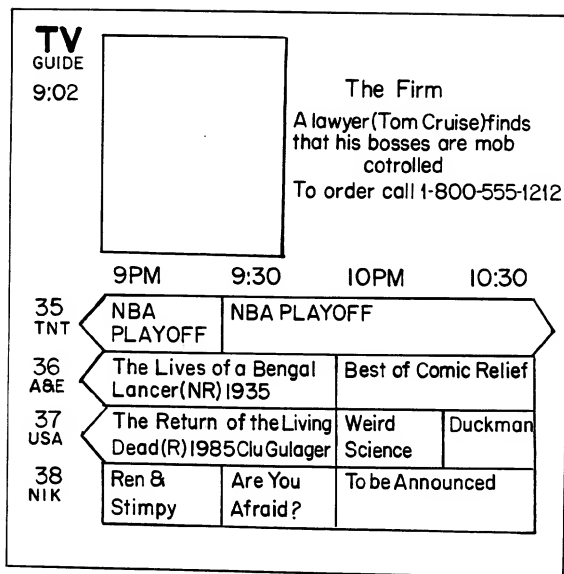 TV
GUIDE
9:02
The Firm
A lawyer(Tom Cruise)finds
that his bosses are mob
cotrolled
To order call 1-800-555-1212
9PM 9:30 10PM 10:30
35
TNT
NBA
PLAYOFF
NBA PLAYOFF
36
A&E
The Lives of a Bengal
Lancer(NR)1935
Best of Comic Relief
37
USA
The Return of the Living
Dead(R)1985CluGulager
Weird
Science
Duckman
38
NIK
Ren &
Stimpy
Are You
Afraid?
To be Announced